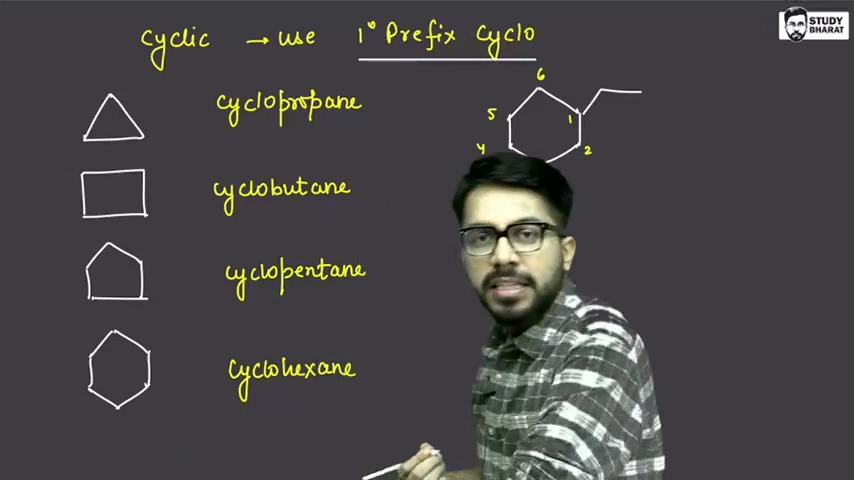 cyclic → use 1° Prefix cyclo
STUDY
BHARAT
6
cyclopropane
5 1
4 2
cyclobutane
cyclopentane
cyclohexane